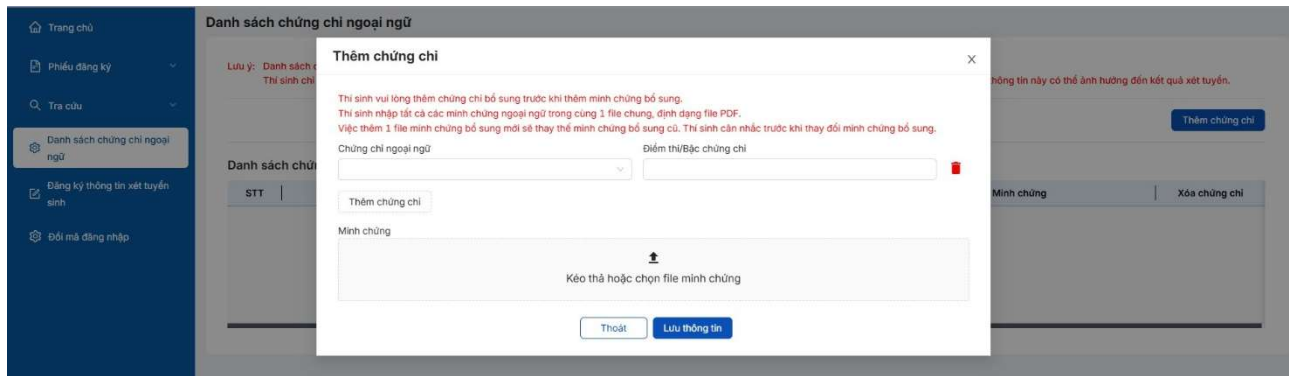 Trang chủ
Phiếu đăng ký
Tra cứu
Danh sách chứng chỉ ngoại
ngữ
Đăng ký thông tin xét tuyển
sinh
Đổi mã đăng nhập
Danh sách chứng chỉ ngoại ngữ
Lưu ý: Danh sách
Thí sinh chỉ
thông tin này có thể ảnh hưởng đến kết quả xét tuyển.
Thêm chứng chỉ
Danh sách
STT
Minh chứng
Xóa chứng chỉ
Thêm chứng chỉ
Thí sinh vui lòng thêm chứng chỉ bổ sung trước khi thêm minh chứng bổ sung.
Thí sinh nhập tất cả các minh chứng ngoại ngữ trong cùng 1 file chung, định dạng file PDF.
Việc thêm 1 file minh chứng bổ sung mới sẽ thay thế minh chứng bổ sung cũ. Thí sinh cân nhắc trước khi thay đổi minh chứng bổ sung.
Chứng chỉ ngoại ngữ
Điểm thi/Bậc chứng chỉ
Thêm chứng chỉ
Minh chứng
Kéo thả hoặc chọn file minh chứng
Thoát
Lưu thông tin